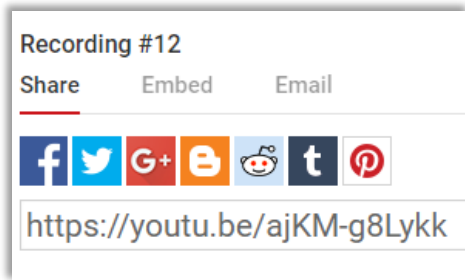 Recording #12
Share Embed Email
f G+ B t P
https://youtu.be/ajKM-g8Lykk